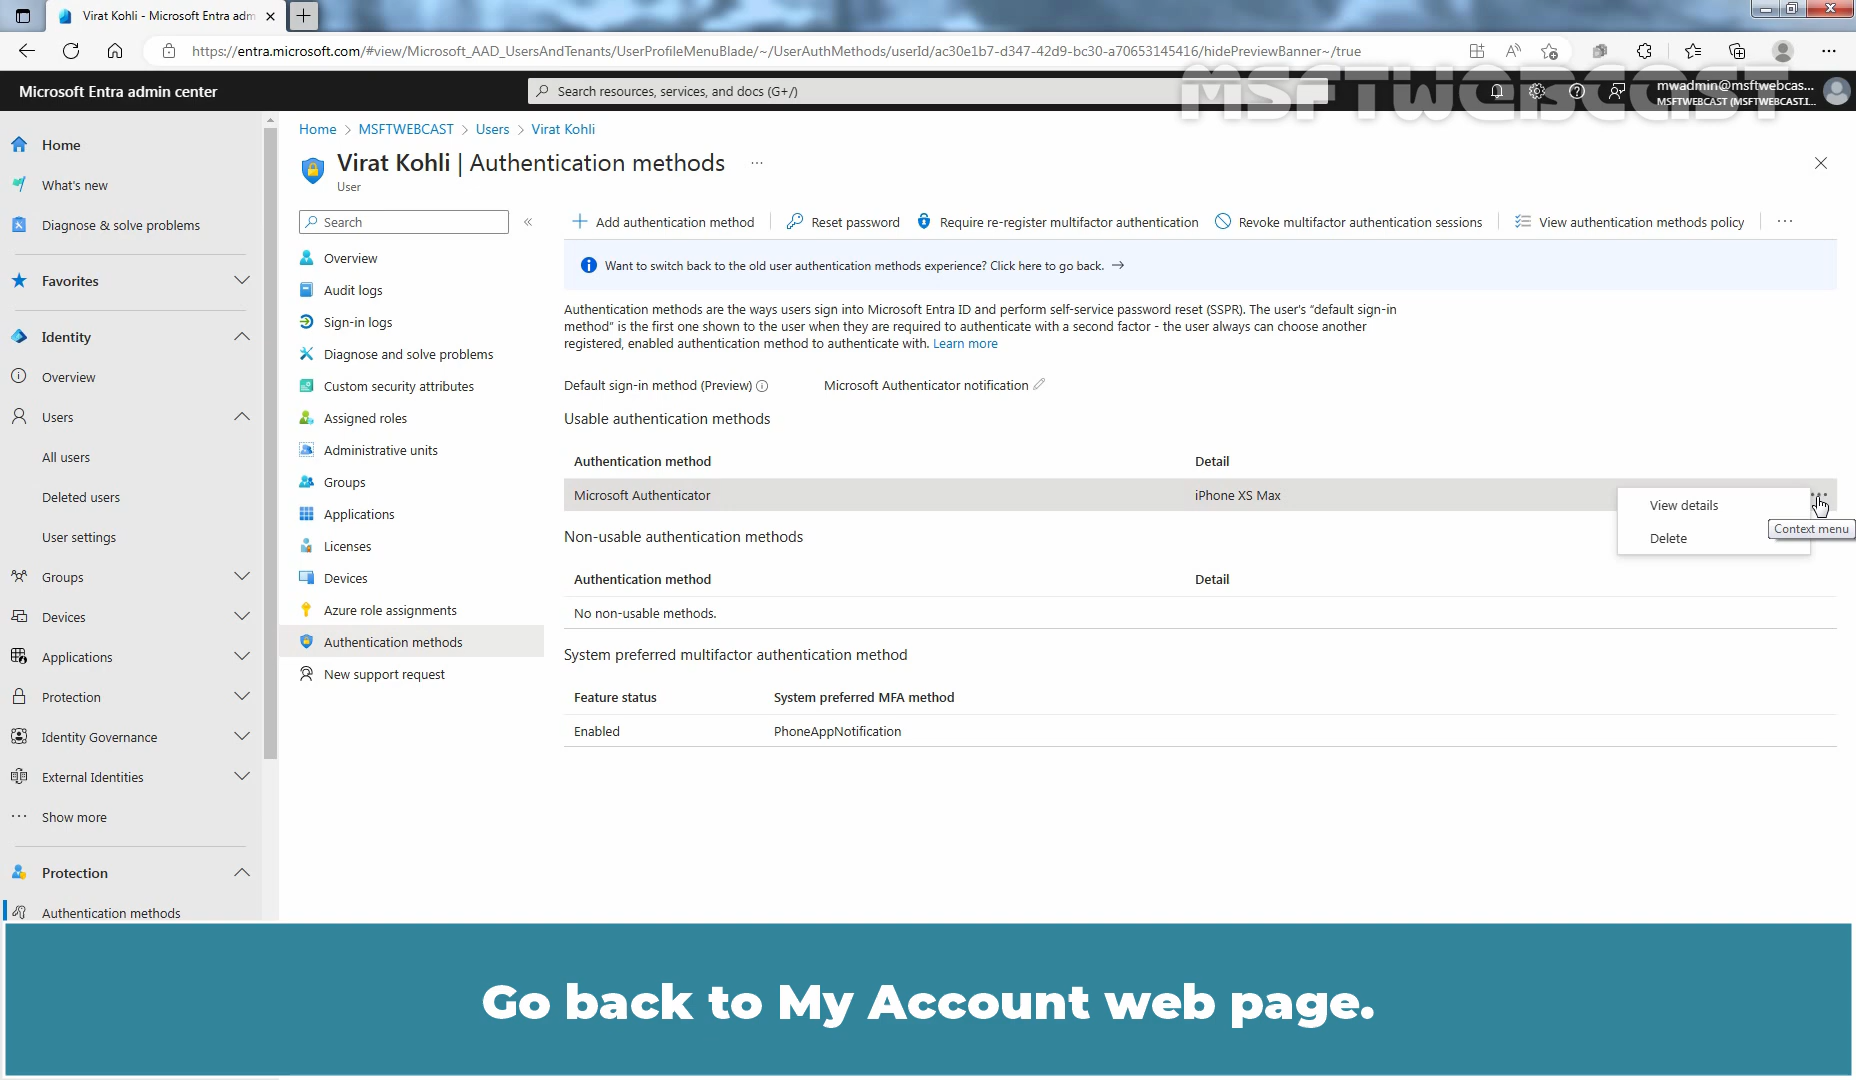 Virat Kohli - Microsoft Entra adm
https://entra.microsoft.com/#view/Microsoft_AAD_UsersAndTenants/UserProfileMenuBlade/~/UserAuthMethods/userId/ac30e1b7-d347-42d9-bc30-a70653145416/hidePreviewBanner~/true
MSFTWEBCAST
Microsoft Entra admin center
Search resources, services, and docs (G+/)
mwadmin@msftwebcas...
MSFTWEBCAST (MSFTWEBCAST.I...
Home
What's new
Diagnose & solve problems
Favorites
Identity
Overview
Users
All users
Deleted users
User settings
Groups
Devices
Applications
Protection
Identity Governance
External Identities
Show more
Protection
Authentication methods
Home > MSFTWEBCAST > Users > Virat Kohli
Virat Kohli | Authentication methods ...
User
Search
Overview
Audit logs
Sign-in logs
Diagnose and solve problems
Custom security attributes
Assigned roles
Administrative units
Groups
Applications
Licenses
Devices
Azure role assignments
Authentication methods
New support request
Add authentication method
Reset password
Require re-register multifactor authentication
Revoke multifactor authentication sessions
View authentication methods policy
Want to switch back to the old user authentication methods experience? Click here to go back. →
Authentication methods are the ways users sign into Microsoft Entra ID and perform self-service password reset (SSPR). The user's “default sign-in
method” is the first one shown to the user when they are required to authenticate with a second factor - the user always can choose another
registered, enabled authentication method to authenticate with. Learn more
Default sign-in method (Preview) Microsoft Authenticator notification
Usable authentication methods
Authentication method Detail
Microsoft Authenticator iPhone XS Max
View details
Context menu
Delete
Non-usable authentication methods
Authentication method Detail
No non-usable methods.
System preferred multifactor authentication method
Feature status System preferred MFA method
Enabled PhoneAppNotification
Go back to My Account web page.